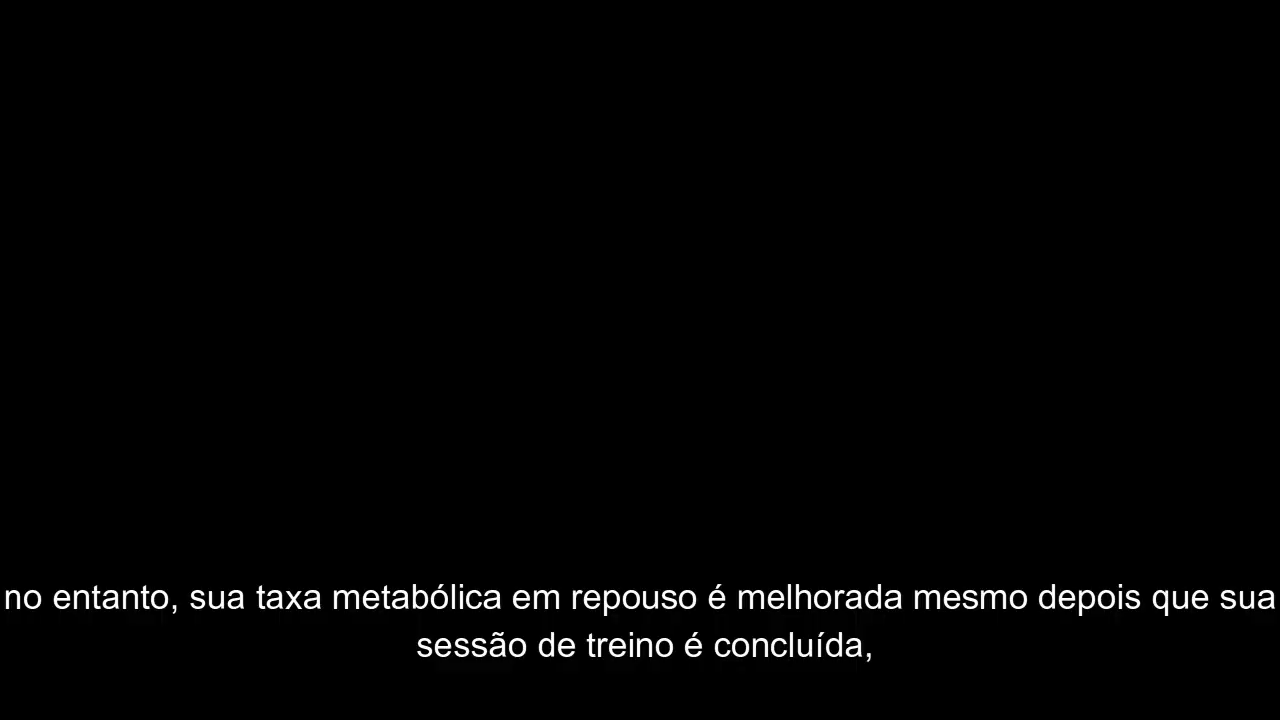 no entanto, sua taxa metabólica em repouso é melhorada mesmo depois que sua
sessão de treino é concluída,